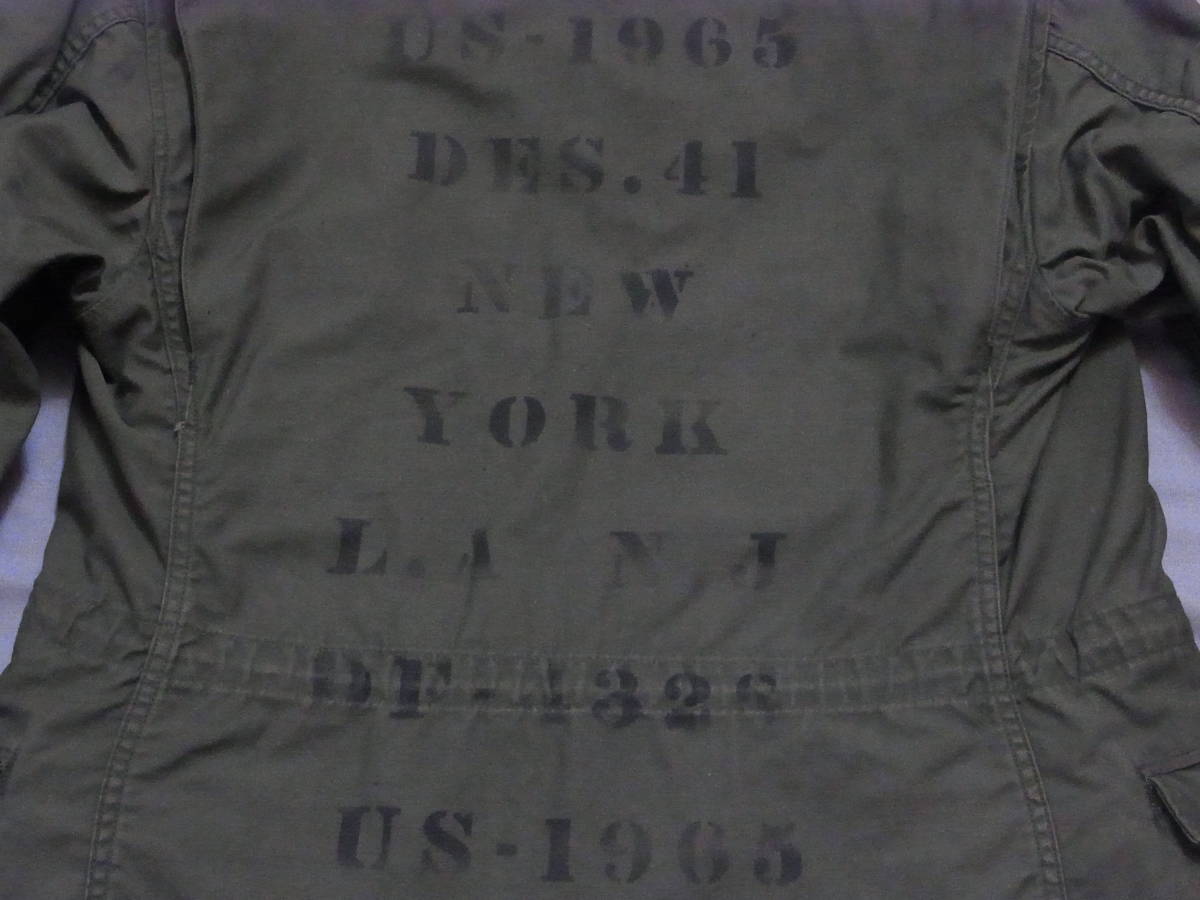 US-1965
DES.41
NEW
YORK
L.A N.J
DF-1326
US-1965